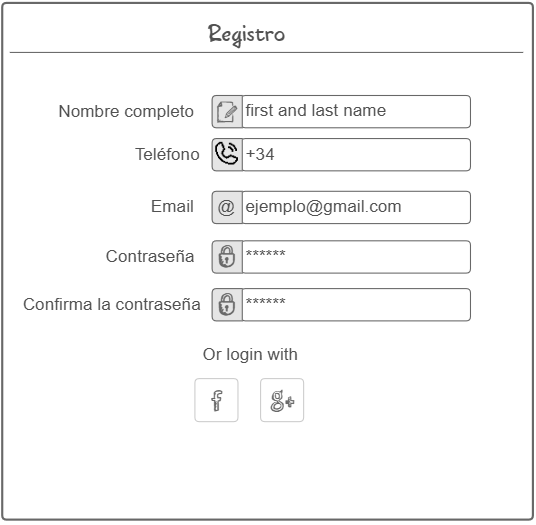 Registro
Nombre completo first and last name
Teléfono +34
Email @ ejemplo@gmail.com
Contraseña ******
Confirma la contraseña ******
Or login with
f g+